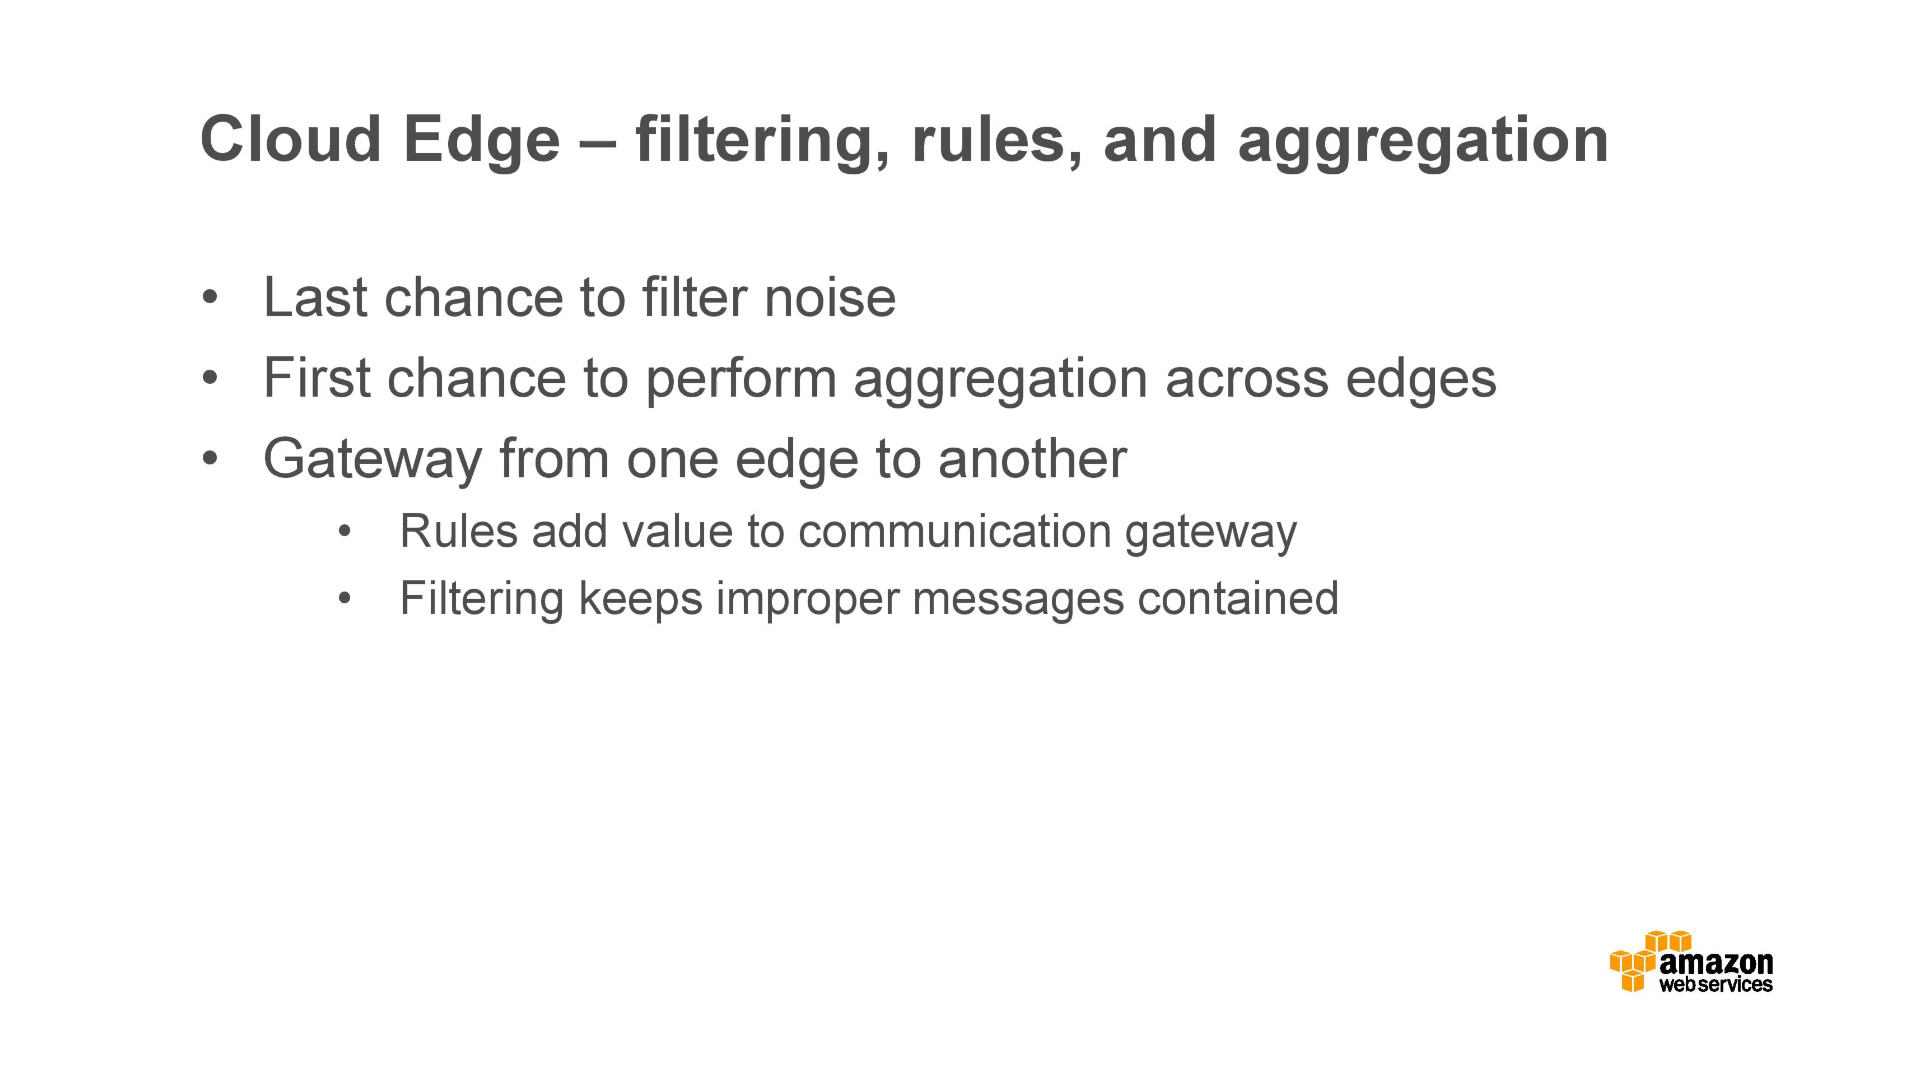 Cloud Edge – filtering, rules, and aggregation
• Last chance to filter noise
• First chance to perform aggregation across edges
• Gateway from one edge to another
• Rules add value to communication gateway
• Filtering keeps improper messages contained
amazon
web services